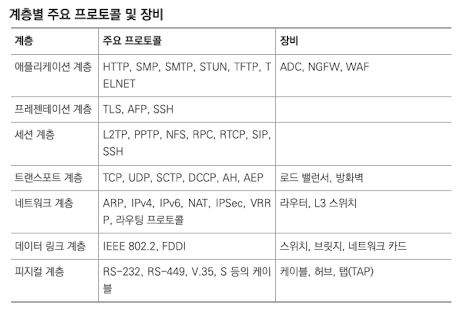 계층별 주요 프로토콜 및 장비
계층 주요 프로토콜 장비
애플리케이션 계층 HTTP, SMP, SMTP, STUN, TFTP, T ADC, NGFW, WAF
ELNET
프레젠테이션 계층 TLS, AFP, SSH
세션 계층 L2TP, PPTP, NFS, RPC, RTCP, SIP,
SSH
트랜스포트 계층 TCP, UDP, SCTP, DCCP, AH, AEP 로드 밸런서, 방화벽
네트워크 계층 ARP, IPv4, IPv6, NAT, IPSec, VRR 라우터, L3 스위치
P, 라우팅 프로토콜
데이터 링크 계층 IEEE 802.2, FDDI 스위치, 브릿지, 네트워크 카드
피지컬 계층 RS-232, RS-449, V.35, S 등의 케이 케이블, 허브, 탭(TAP)
블